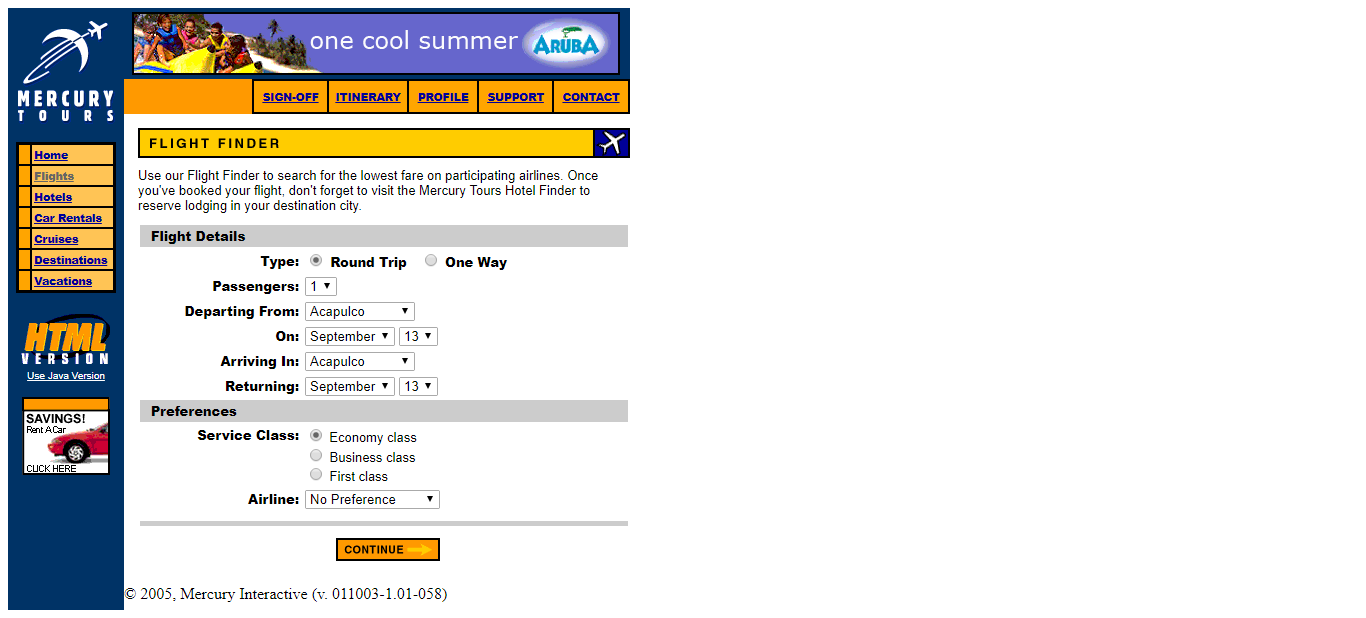 MERCURY
TOURS
one cool summer ARUBA
SIGN-OFF ITINERARY PROFILE SUPPORT CONTACT
Home
Flights
Hotels
Car Rentals
Cruises
Destinations
Vacations
HTML
VERSION
Use Java Version
SAVINGS!
Rent A Car
CLICK HERE
FLIGHT FINDER
Use our Flight Finder to search for the lowest fare on participating airlines. Once
you've booked your flight, don't forget to visit the Mercury Tours Hotel Finder to
reserve lodging in your destination city.
Flight Details
Type: Round Trip One Way
Passengers: 1
Departing From: Acapulco
On: September 13
Arriving In: Acapulco
Returning: September 13
Preferences
Service Class: Economy class
Business class
First class
Airline: No Preference
CONTINUE
© 2005, Mercury Interactive (v. 011003-1.01-058)